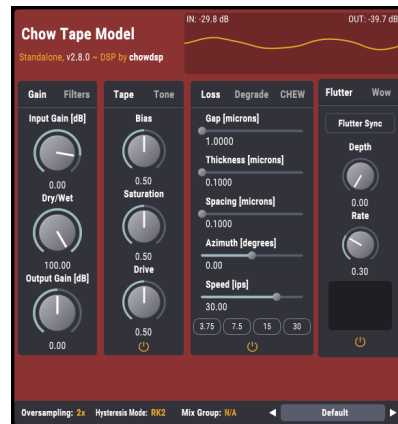 IN: -29.8 dB
OUT: -39.7 dB
Chow Tape Model
Standalone, v2.8.0 ~ DSP by chowdsp
Gain Filters
Input Gain [dB]
0.00
Dry/Wet
100.00
Output Gain [dB]
0.00
Tape Tone
Bias
0.50
Saturation
0.50
Drive
0.50
Loss Degrade CHEW
Gap [microns]
1.0000
Thickness [microns]
0.1000
Spacing [microns]
0.1000
Azimuth [degrees]
0.00
Speed [ips]
30.00
3.75 7.5 15 30
Flutter Wow
Flutter Sync
Depth
0.00
Rate
0.30
Oversampling: 2x Hysteresis Mode: RK2 Mix Group: N/A Default